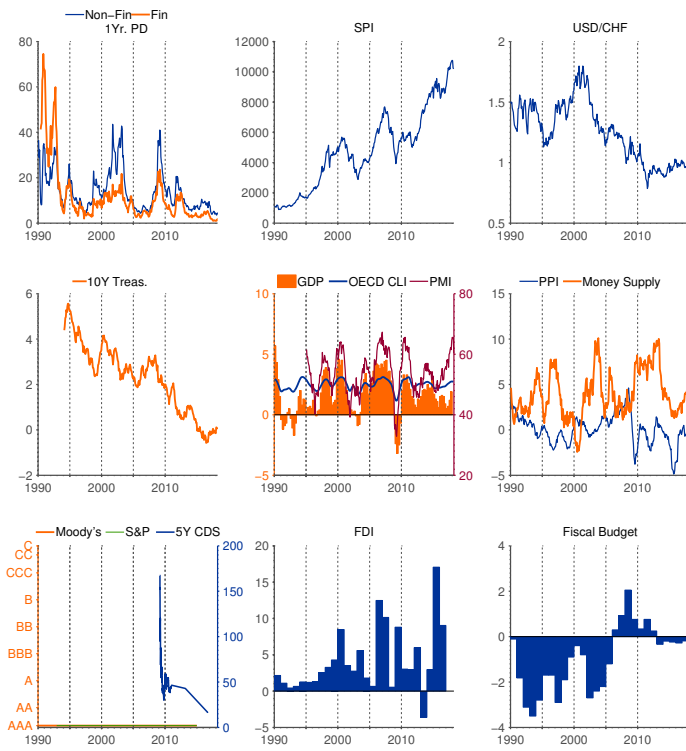 Non-Fin Fin
1Yr. PD
80
60
40
20
0
1990 2000 2010
SPI
12000
10000
8000
6000
4000
2000
0
1990 2000 2010
USD/CHF
2
1.5
1
0.5
1990 2000 2010
10Y Treas.
6
4
2
0
−2
1990 2000 2010
GDP OECD CLI PMI
10 80
5 60
0 40
−5 20
1990 2000 2010
PPI Money Supply
15
10
5
0
−5
1990 2000 2010
Moody's S&P 5Y CDS
C 200
CC
CCC
150
B
BB 100
BBB
A 50
AA
AAA 0
1990 2000 2010
FDI
20
15
10
5
0
−5
1990 2000 2010
Fiscal Budget
4
2
0
−2
−4
1990 2000 2010